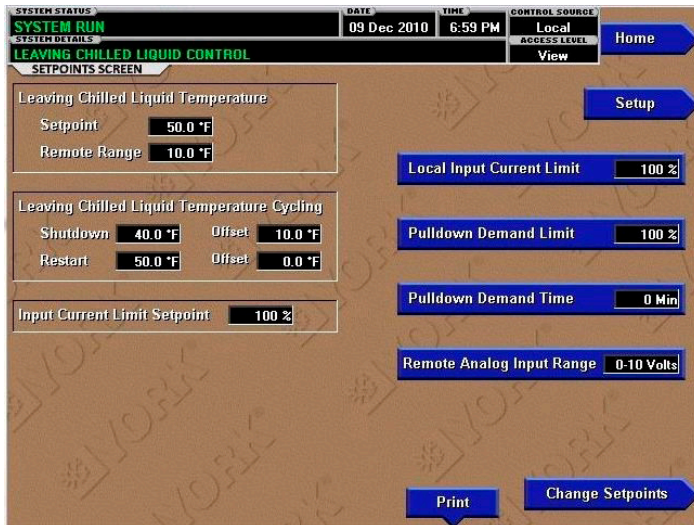 SYSTEM STATUS
SYSTEM RUN
DATE
09 Dec 2010
TIME
6:59 PM
CONTROL SOURCE
Local
Home
SYSTEM DETAILS
LEAVING CHILLED LIQUID CONTROL
ACCESS LEVEL
View
SETPOINTS SCREEN
Leaving Chilled Liquid Temperature
Setpoint 50.0 °F
Remote Range 10.0 °F
Setup
Local Input Current Limit 100 %
Leaving Chilled Liquid Temperature Cycling
Shutdown 40.0 °F Offset 10.0 °F
Restart 50.0 °F Offset 0.0 °F
Pulldown Demand Limit 100 %
Input Current Limit Setpoint 100 %
Pulldown Demand Time 0 Min
Remote Analog Input Range 0-10 Volts
Print
Change Setpoints
YORK